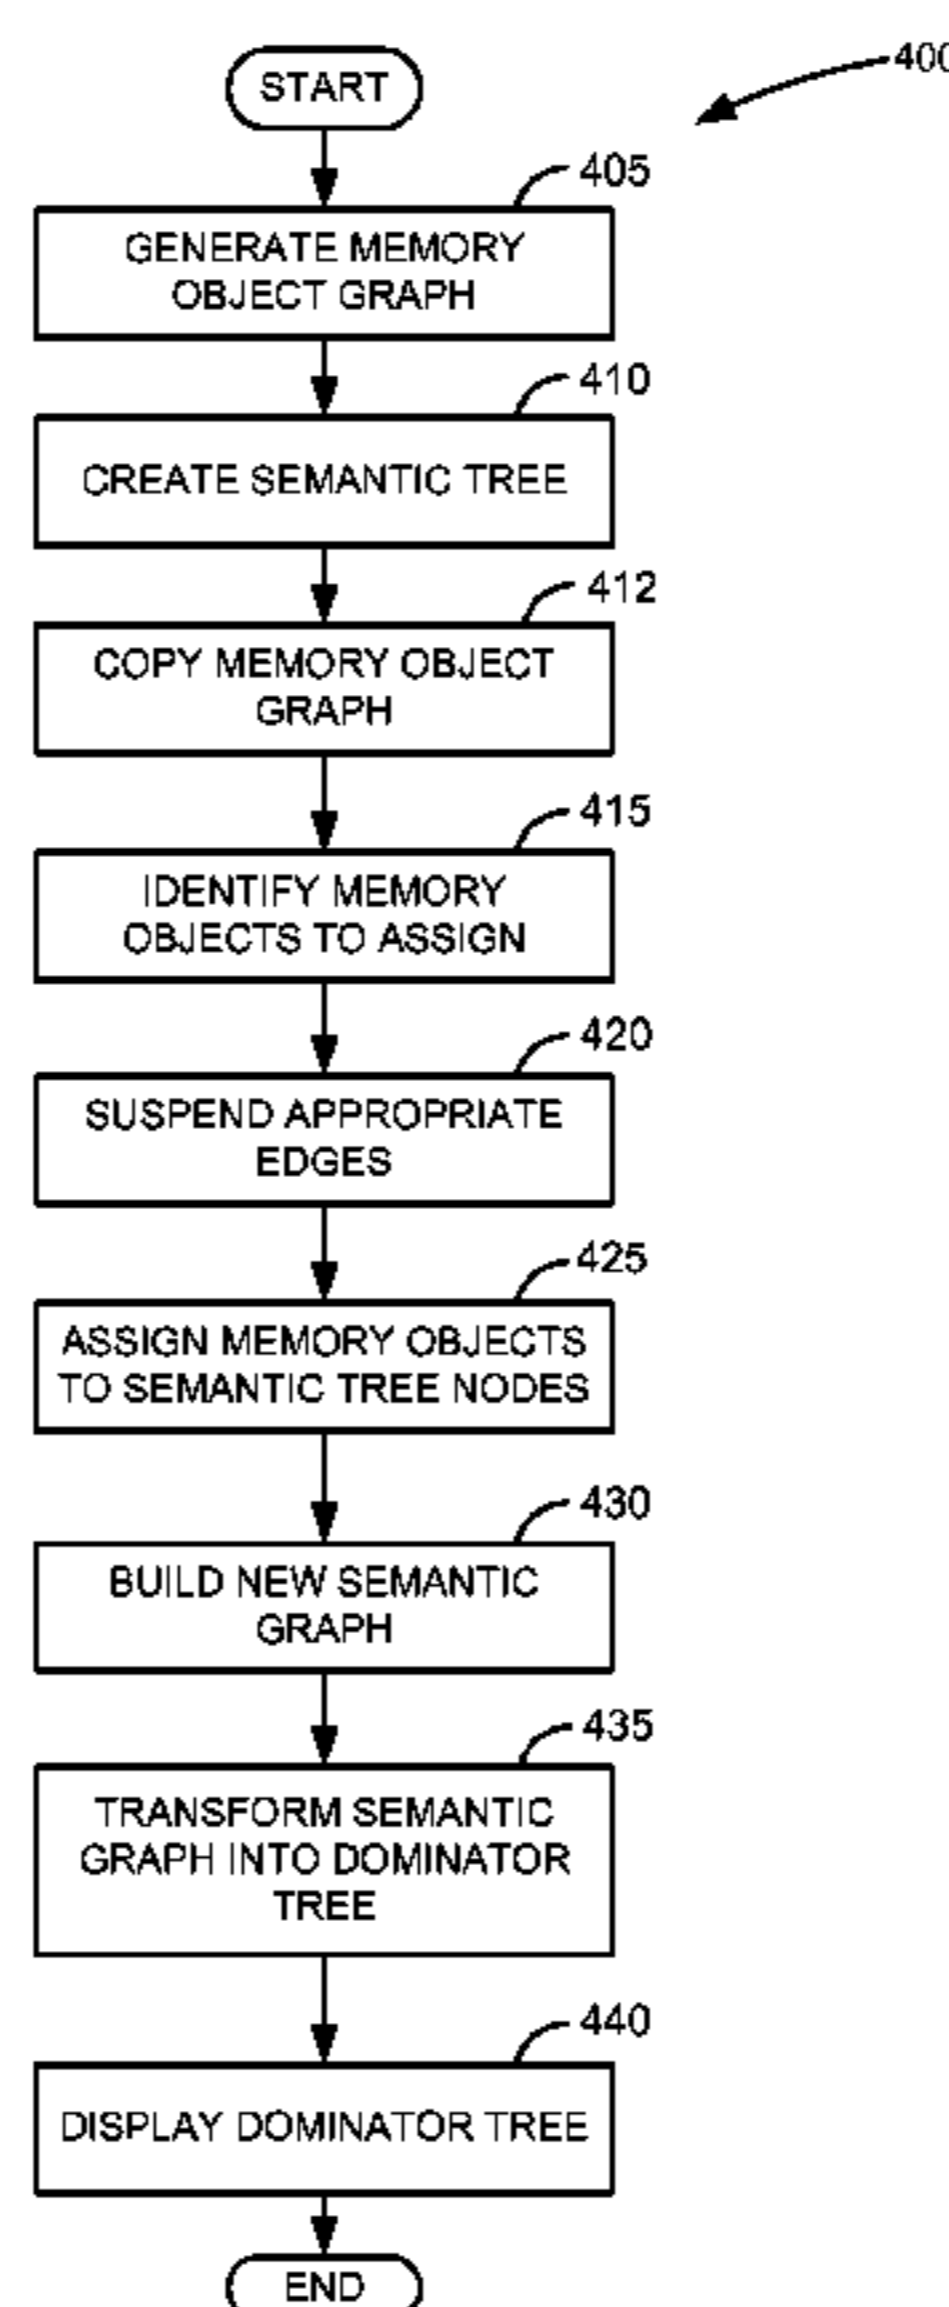 START
400
405
GENERATE MEMORY
OBJECT GRAPH
410
CREATE SEMANTIC TREE
412
COPY MEMORY OBJECT
GRAPH
415
IDENTIFY MEMORY
OBJECTS TO ASSIGN
420
SUSPEND APPROPRIATE
EDGES
425
ASSIGN MEMORY OBJECTS
TO SEMANTIC TREE NODES
430
BUILD NEW SEMANTIC
GRAPH
435
TRANSFORM SEMANTIC
GRAPH INTO DOMINATOR
TREE
440
DISPLAY DOMINATOR TREE
END